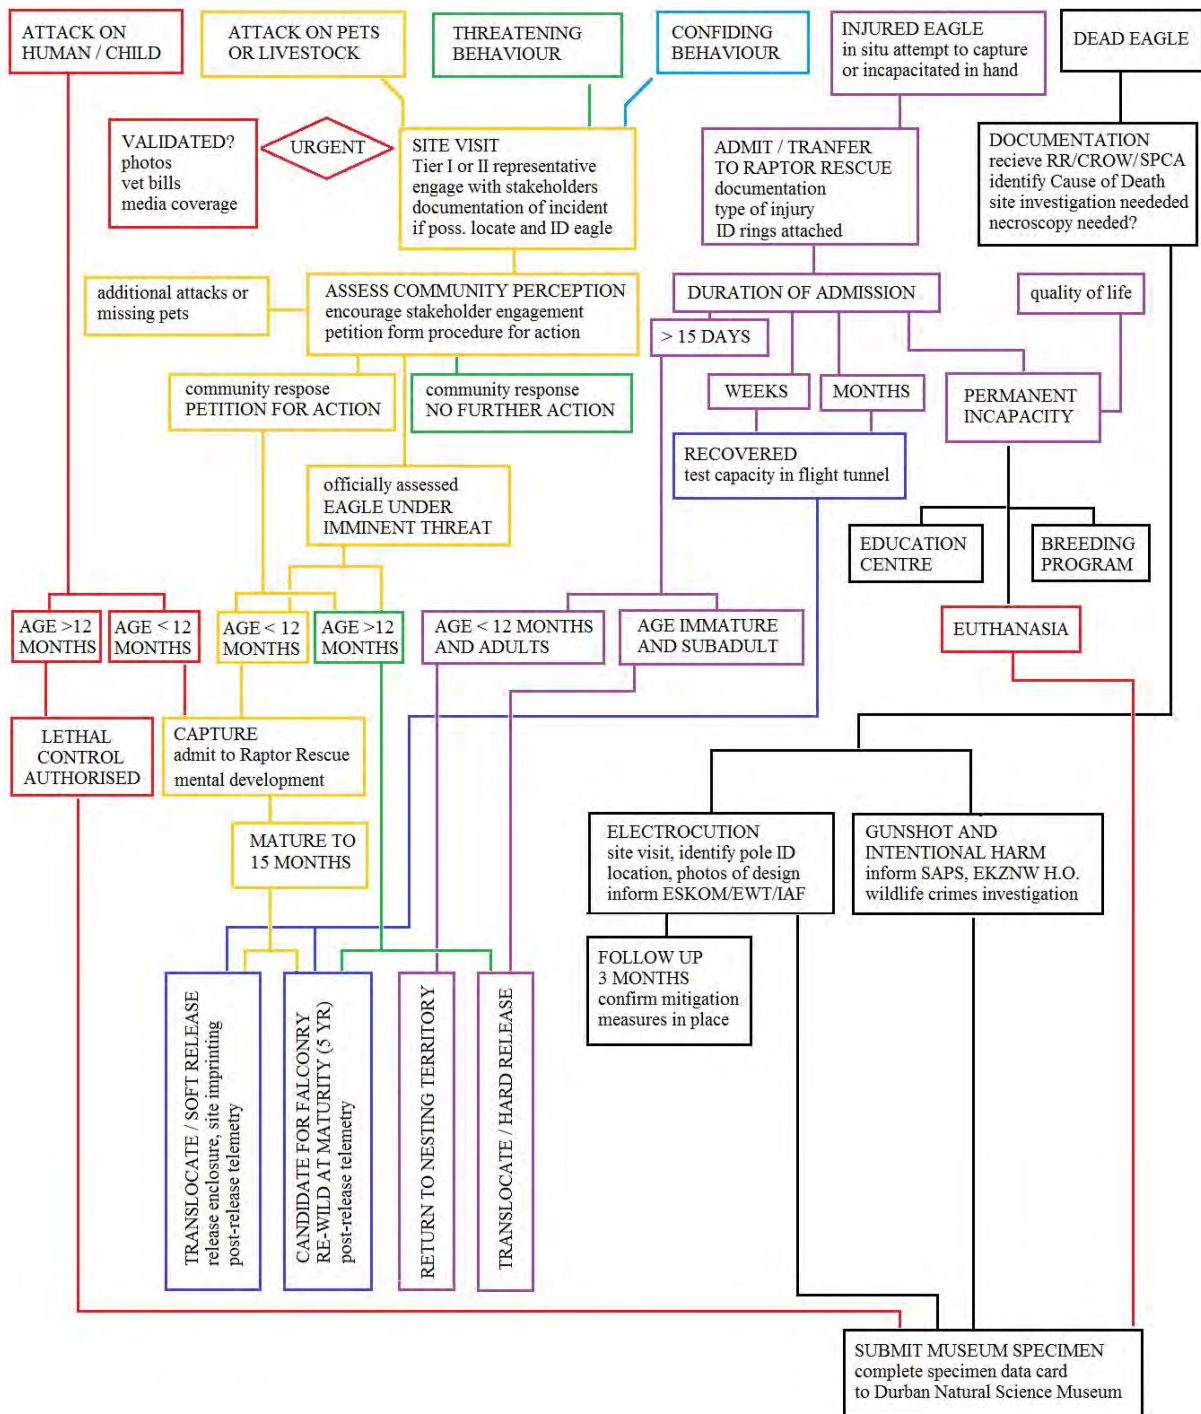 ATTACK ON
HUMAN / CHILD
ATTACK ON PETS
OR LIVESTOCK
THREATENING
BEHAVIOUR
CONFIDING
BEHAVIOUR
INJURED EAGLE
in situ attempt to capture
or incapacitated in hand
DEAD EAGLE
VALIDATED?
photos
vet bills
media coverage
URGENT
SITE VISIT
Tier I or II representative
engage with stakeholders
documentation of incident
if poss. locate and ID eagle
ADMIT / TRANFER
TO RAPTOR RESCUE
documentation
type of injury
ID rings attached
DOCUMENTATION
recieve RR/CROW/SPCA
identify Cause of Death
site investigation neededed
necroscopy needed?
additional attacks or
missing pets
ASSESS COMMUNITY PERCEPTION
encourage stakeholder engagement
petition form procedure for action
DURATION OF ADMISSION
quality of life
> 15 DAYS
WEEKS
MONTHS
PERMANENT
INCAPACITY
community respose
PETITION FOR ACTION
community response
NO FURTHER ACTION
RECOVERED
test capacity in flight tunnel
officially assessed
EAGLE UNDER
IMMINENT THREAT
EDUCATION
CENTRE
BREEDING
PROGRAM
EUTHANASIA
AGE >12
MONTHS
AGE < 12
MONTHS
AGE < 12
MONTHS
AGE >12
MONTHS
AGE < 12 MONTHS
AND ADULTS
AGE IMMATURE
AND SUBADULT
LETHAL
CONTROL
AUTHORISED
CAPTURE
admit to Raptor Rescue
mental development
MATURE TO
15 MONTHS
ELECTROCUTION
site visit, identify pole ID
location, photos of design
inform ESKOM/EWT/IAF
GUNSHOT AND
INTENTIONAL HARM
inform SAPS, EKZNW H.O.
wildlife crimes investigation
FOLLOW UP
3 MONTHS
confirm mitigation
measures in place
TRANSLOCATE / SOFT RELEASE
release enclosure, site imprinting
post-release telemetry
CANDIDATE FOR FALCONRY
RE-WILD AT MATURITY (5 YR)
post-release telemetry
RETURN TO NESTING TERRITORY
TRANSLOCATE / HARD RELEASE
SUBMIT MUSEUM SPECIMEN
complete specimen data card
to Durban Natural Science Museum